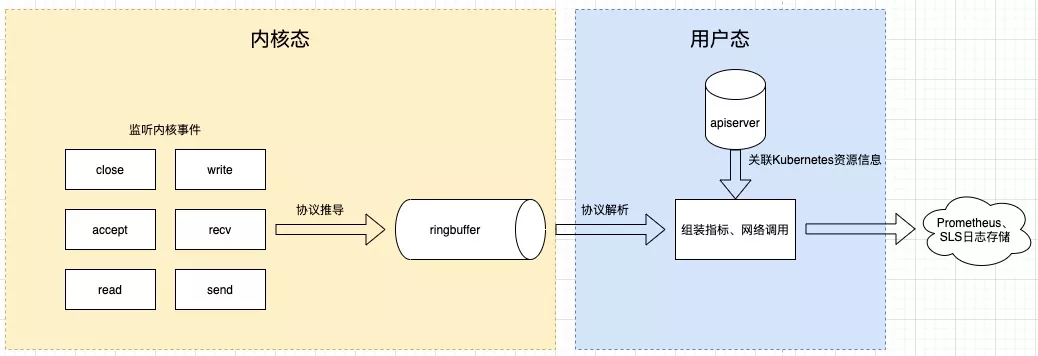 内核态
用户态
监听内核事件
close
write
accept
recv
read
send
协议推导
ringbuffer
协议解析
apiserver
关联Kubernetes资源信息
组装指标、网络调用
Prometheus、
SLS日志存储